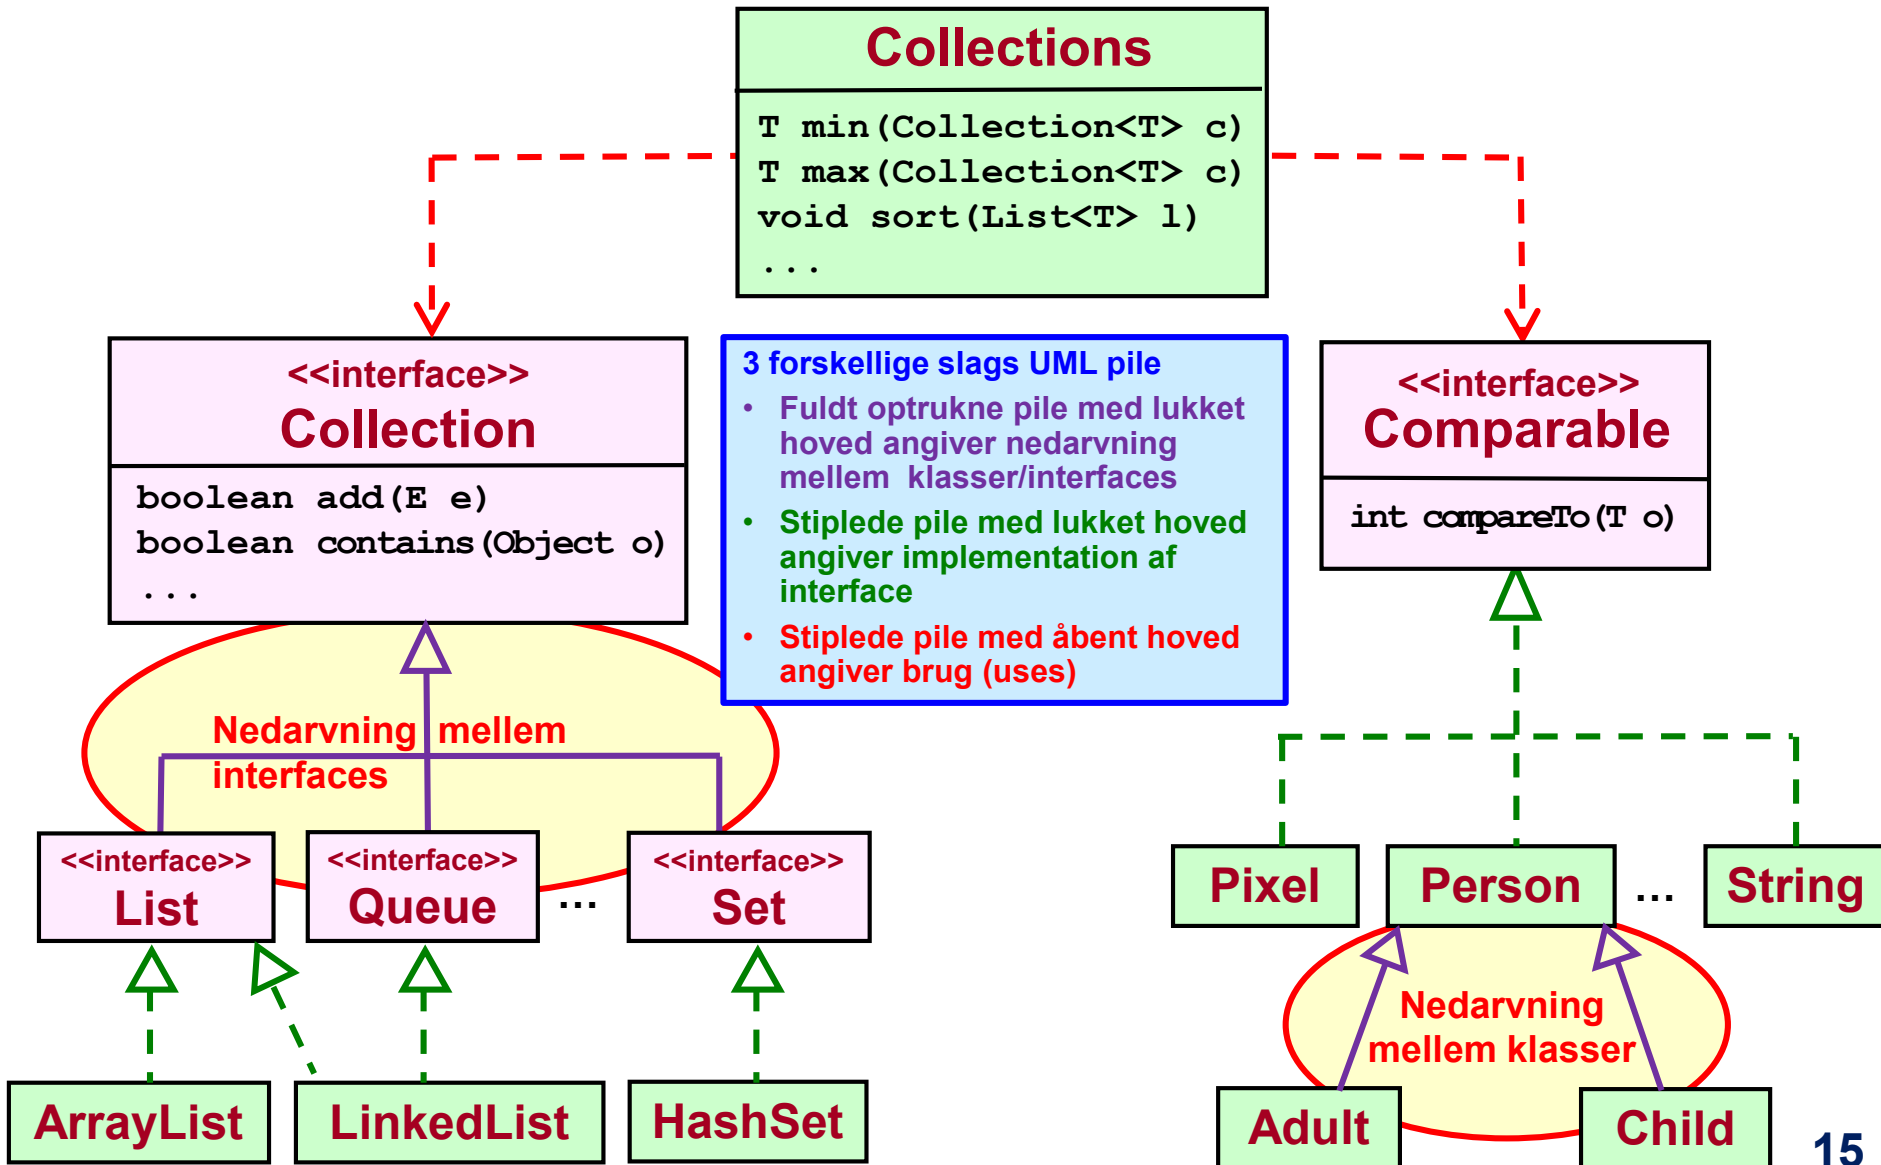 Collections
T min(Collection<T> c)
T max(Collection<T> c)
void sort(List<T> l)
...
<<interface>>
Collection
boolean add(E e)
boolean contains(Object o)
...
3 forskellige slags UML pile
• Fuldt optrukne pile med lukket
hoved angiver nedarvning
mellem klasser/interfaces
• Stiplede pile med lukket hoved
angiver implementation af
interface
• Stiplede pile med åbent hoved
angiver brug (uses)
<<interface>>
Comparable
int compareTo(T o)
Nedarvning mellem
interfaces
<<interface>>
List
<<interface>>
Queue
...
<<interface>>
Set
Pixel
Person
...
String
Nedarvning
mellem klasser
ArrayList
LinkedList
HashSet
Adult
Child
15